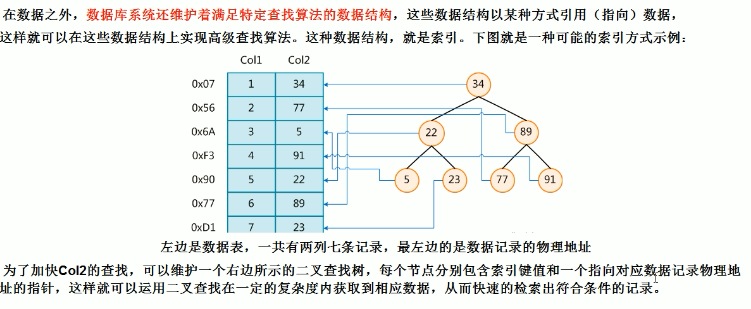 在数据之外，数据库系统还维护着满足特定查找算法的数据结构，这些数据结构以某种方式引用（指向）数据，
这样就可以在这些数据结构上实现高级查找算法。这种数据结构，就是索引。下图就是一种可能的索引方式示例：
Col1 Col2
0x07 1 34 34
0x56 2 77
0x6A 3 5 22 89
0xF3 4 91
0x90 5 22 5 23 77 91
0x77 6 89
0xD1 7 23
左边是数据表，一共有两列七条记录，最左边的是数据记录的物理地址
为了加快Col2的查找，可以维护一个右边所示的二叉查找树，每个节点分别包含索引键值和一个指向对应数据记录物理地
址的指针，这样就可以运用二叉查找在一定的复杂度内获取到相应数据，从而快速的检索出符合条件的记录。